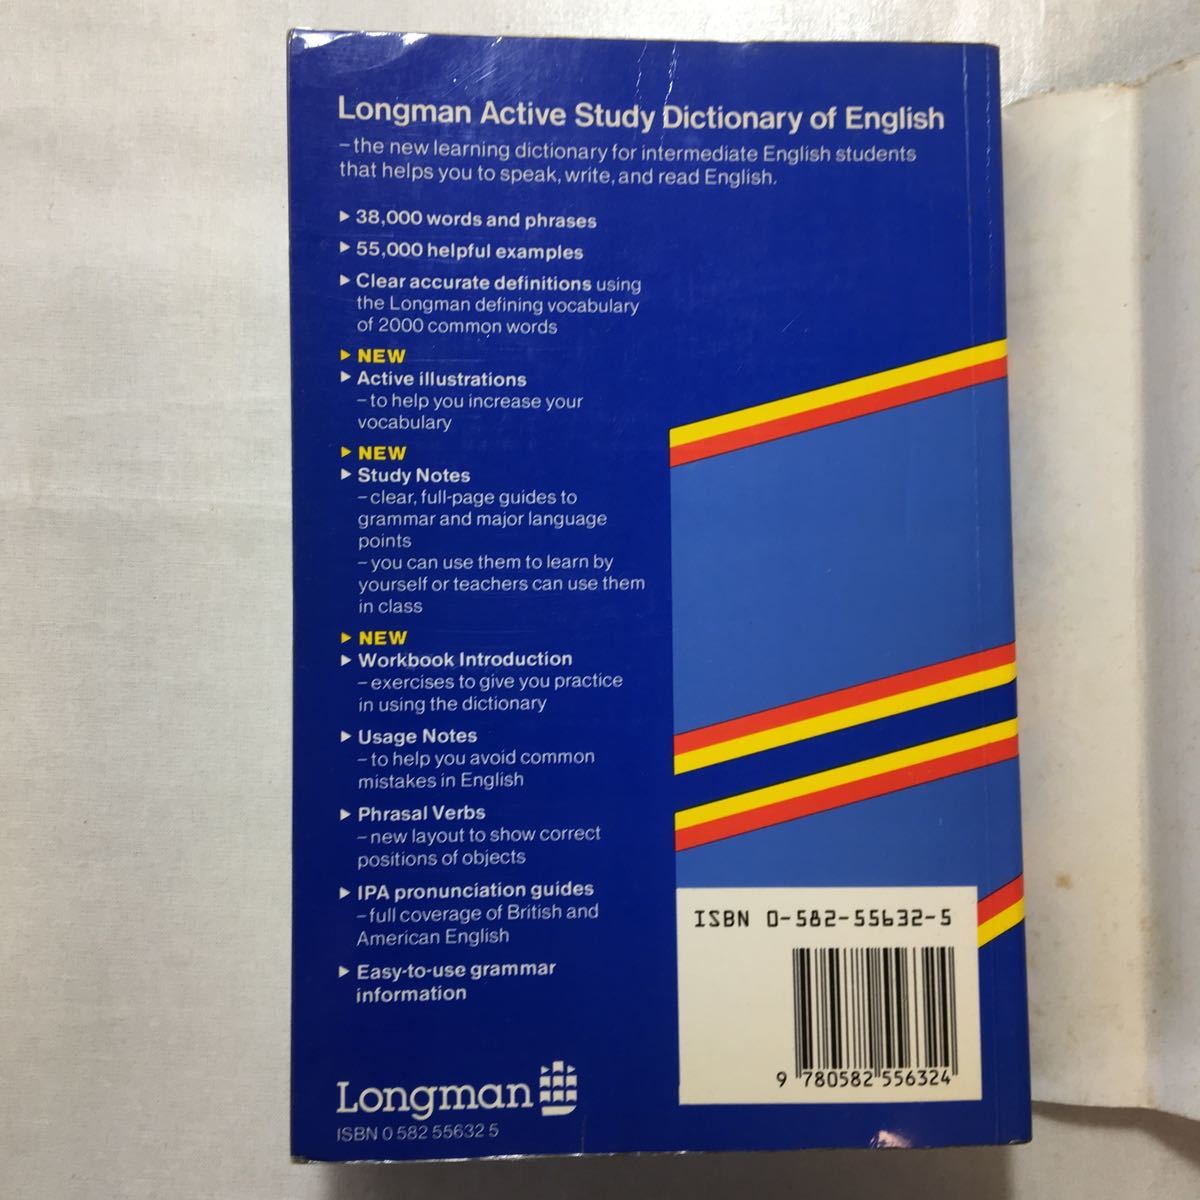 Longman Active Study Dictionary of English
–the new learning dictionary for intermediate English students
that helps you to speak, write, and read English.
▶ 38,000 words and phrases
▶ 55,000 helpful examples
▶ Clear accurate definitions using
the Longman defining vocabulary
of 2000 common words
▶ NEW
▶ Active illustrations
–to help you increase your
vocabulary
▶ NEW
▶ Study Notes
–clear, full-page guides to
grammar and major language
points
–you can use them to learn by
yourself or teachers can use them
in class
▶ NEW
▶ Workbook Introduction
–exercises to give you practice
in using the dictionary
▶ Usage Notes
–to help you avoid common
mistakes in English
▶ Phrasal Verbs
–new layout to show correct
positions of objects
▶ IPA pronunciation guides
–full coverage of British and
American English
▶ Easy-to-use grammar
information
Longman
ISBN 0 582 55632 5
ISBN 0-582-55632-5
9 780582 556324